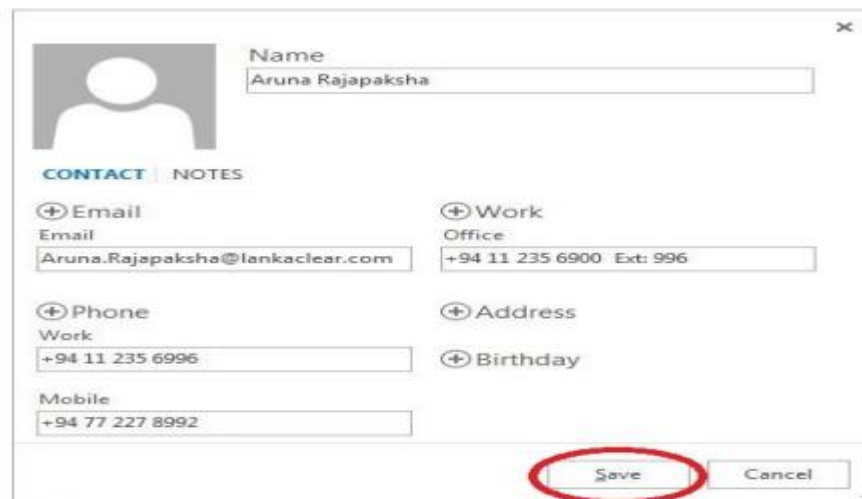 Name
Aruna Rajapaksha
CONTACT NOTES
Email
Email
Aruna.Rajapaksha@lankaclear.com
Work
Office
+94 11 235 6900 Ext: 996
Phone
Work
+94 11 235 6996
Mobile
+94 77 227 8992
Address
Birthday
Save Cancel